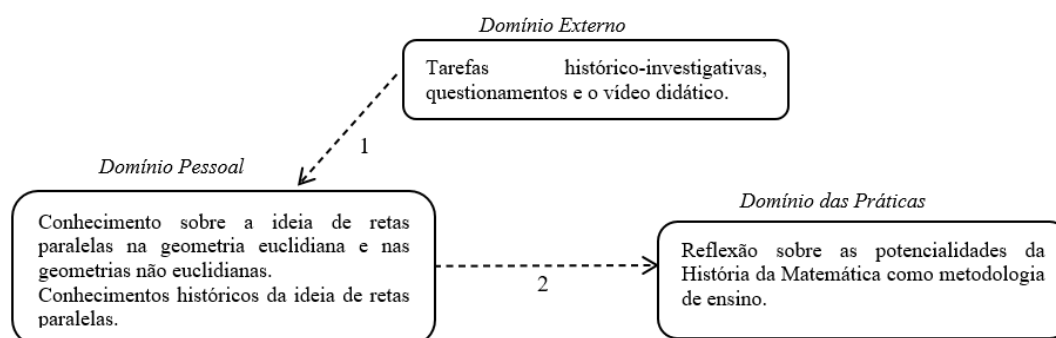 Domínio Externo
Tarefas histórico-investigativas,
questionamentos e o vídeo didático.
1
Domínio Pessoal
Conhecimento sobre a ideia de retas
paralelas na geometria euclidiana e nas
geometrias não euclidianas.
Conhecimentos históricos da ideia de retas
paralelas.
2
Domínio das Práticas
Reflexão sobre as potencialidades da
História da Matemática como metodologia
de ensino.